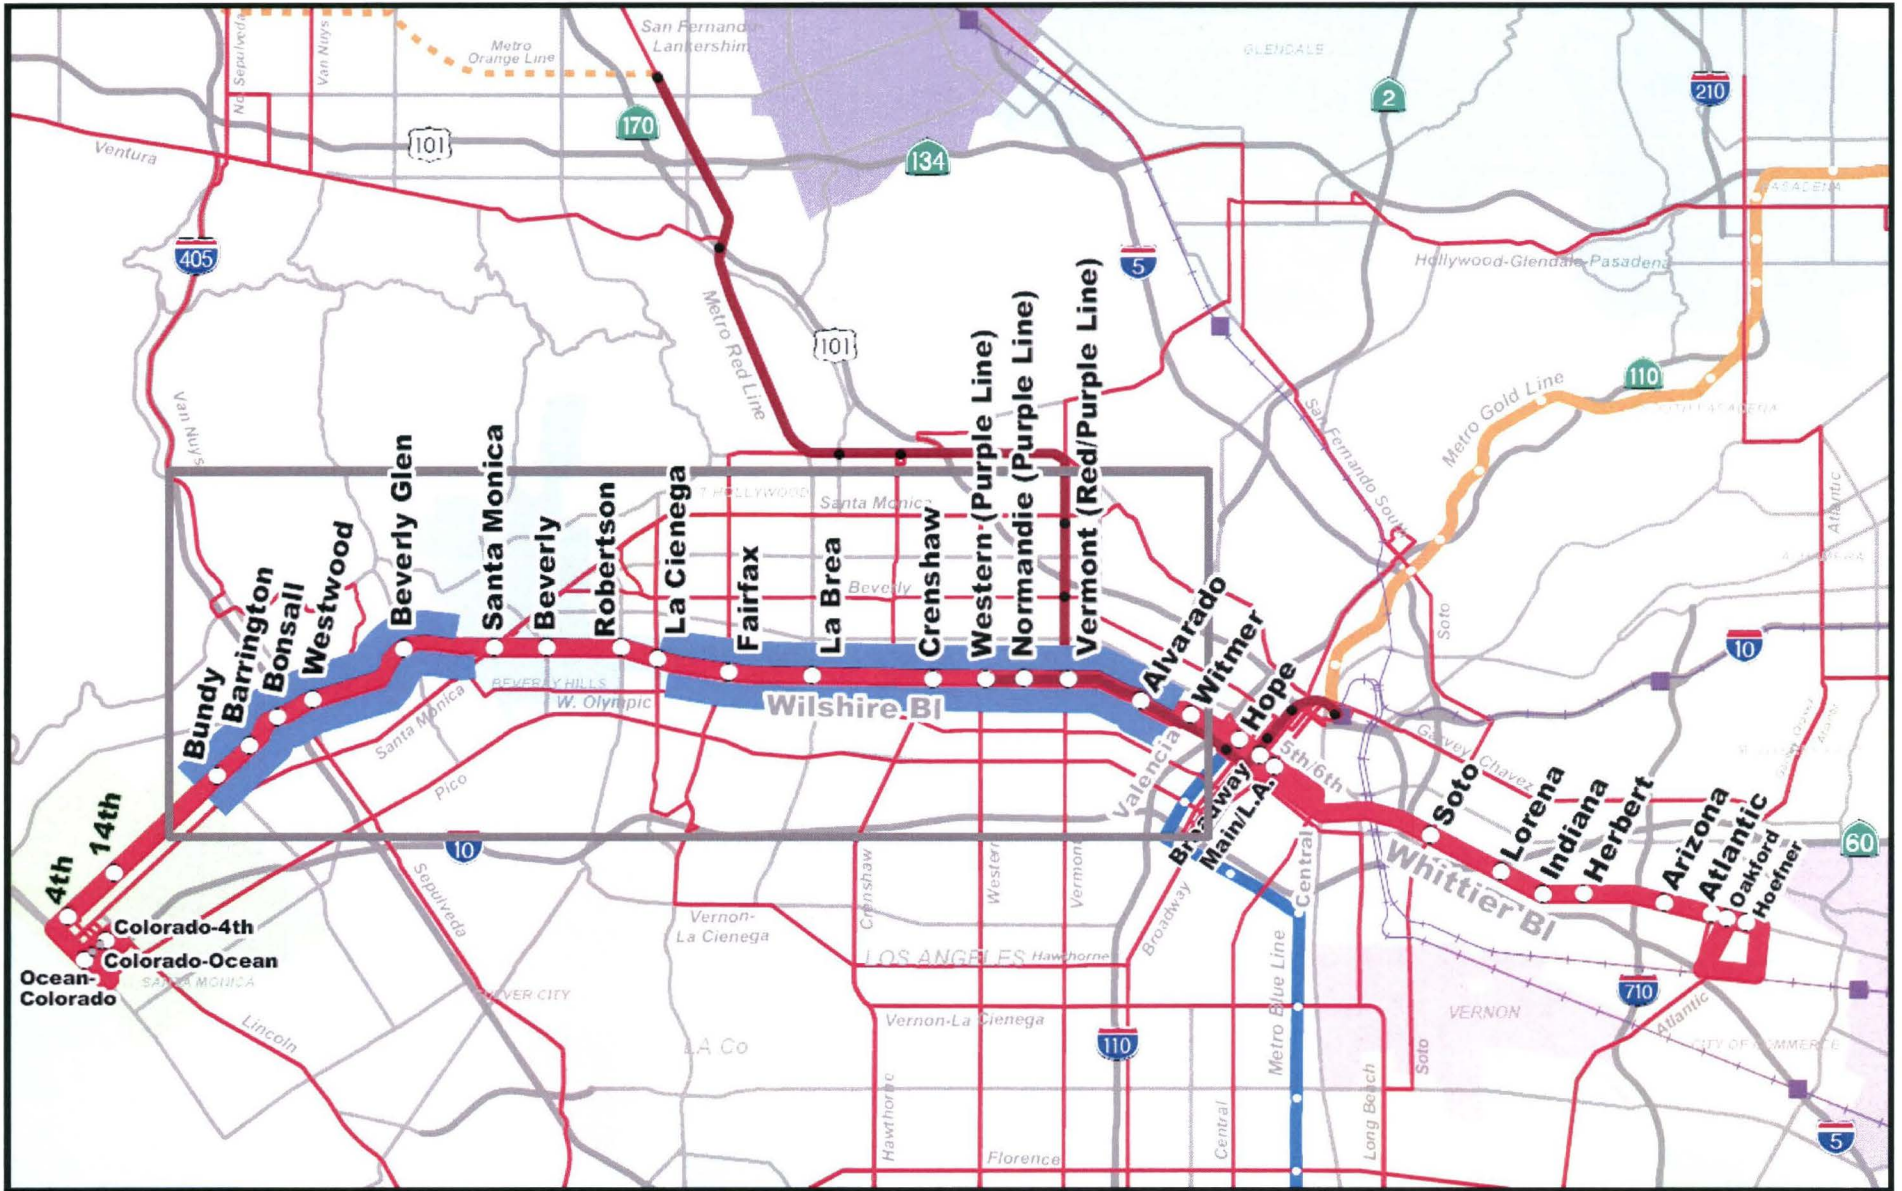 No. Sepulveda
Van Nuys
Metro
Orange Line
San Fernando-
Lankershim
GLENDALE
170
2
210
101
134
Ventura
PASADENA
405
5
Hollywood-Glendale-Pasadena
Metro Red Line
101
110
Metro Gold Line
Van Nuys
San Fernando South
Santa Monica
Beverly
Atlantic
Soto
10
Bundy
Barrington
Bonsall
Westwood
Beverly Glen
Santa Monica
Beverly
Robertson
La Cienega
Fairfax
La Brea
Crenshaw
Western (Purple Line)
Normandie (Purple Line)
Vermont (Red/Purple Line)
Alvarado
Witmer
Hope
BEVERLY HILLS
W. Olympic
Wilshire Bl
Santa Monica
Pico
Valencia
5th/6th
Garvey-Chavez
Broadway
Main/L.A.
Soto
Lorena
Indiana
Herbert
Arizona
Atlantic
Oakford
Hoefner
60
4th
14th
10
Central
Whittier Bl
Colorado-4th
Colorado-Ocean
Ocean-
Colorado
SANTA MONICA
Sepulveda
CULVER CITY
Vernon-
La Cienega
Crenshaw
Western
Vermont
Broadway
LOS ANGELES
Hawthorne
Vernon-La Cienega
Metro Blue Line
VERNON
710
Atlantic
CITY OF COMMERCE
Lincoln
LA Co
110
Soto
Hawthorne
Central
Long Beach
Florence
5